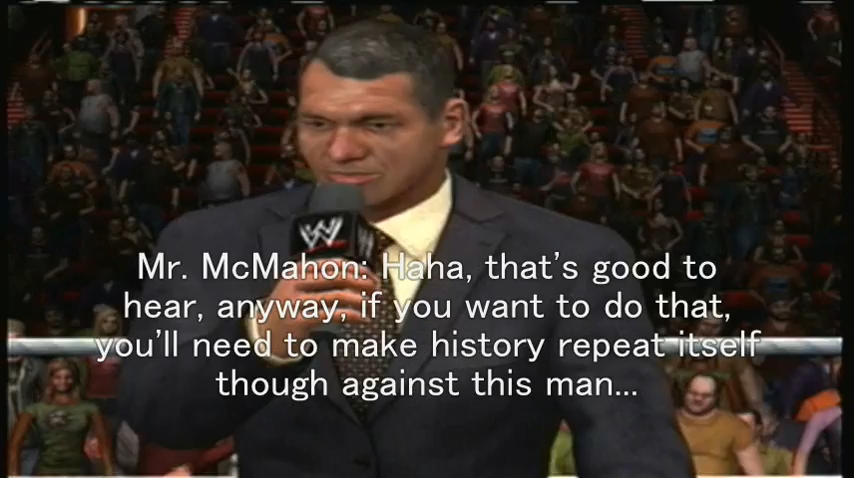 W
Mr. McMahon: Haha, that's good to
hear, anyway, if you want to do that,
you'll need to make history repeat itself
though against this man...